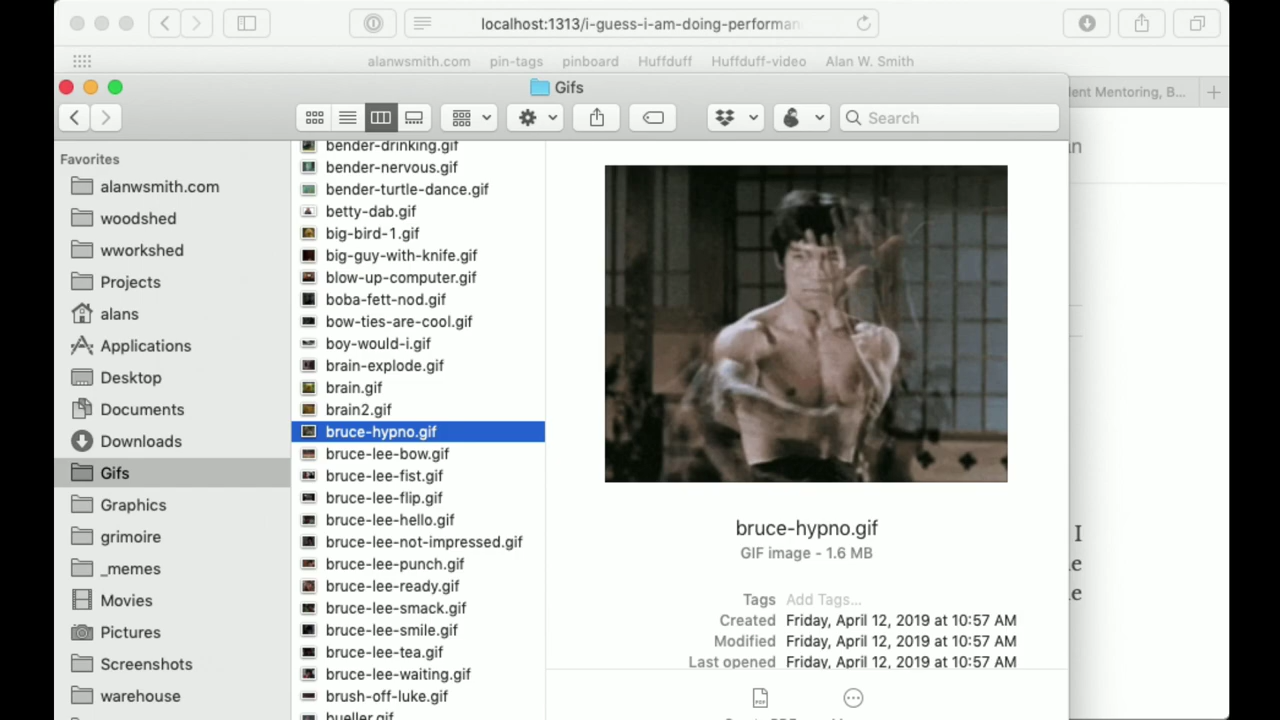 localhost:1313/i-guess-i-am-doing-performan
alanwsmith.com pin-tags pinboard Huffduff Huffduff-video Alan W. Smith
Gifs
lent Mentoring, B...
Search
Favorites
alanwsmith.com
woodshed
wworkshed
Projects
alans
Applications
Desktop
Documents
Downloads
Gifs
Graphics
grimoire
_memes
Movies
Pictures
Screenshots
warehouse
bender-drinking.gif
bender-nervous.gif
bender-turtle-dance.gif
betty-dab.gif
big-bird-1.gif
big-guy-with-knife.gif
blow-up-computer.gif
boba-fett-nod.gif
bow-ties-are-cool.gif
boy-would-i.gif
brain-explode.gif
brain.gif
brain2.gif
bruce-hypno.gif
bruce-lee-bow.gif
bruce-lee-fist.gif
bruce-lee-flip.gif
bruce-lee-hello.gif
bruce-lee-not-impressed.gif
bruce-lee-punch.gif
bruce-lee-ready.gif
bruce-lee-smack.gif
bruce-lee-smile.gif
bruce-lee-tea.gif
bruce-lee-waiting.gif
brush-off-luke.gif
bueller.gif
bruce-hypno.gif
GIF image - 1.6 MB
Tags Add Tags...
Created Friday, April 12, 2019 at 10:57 AM
Modified Friday, April 12, 2019 at 10:57 AM
Last opened Friday, April 12, 2019 at 10:57 AM
I